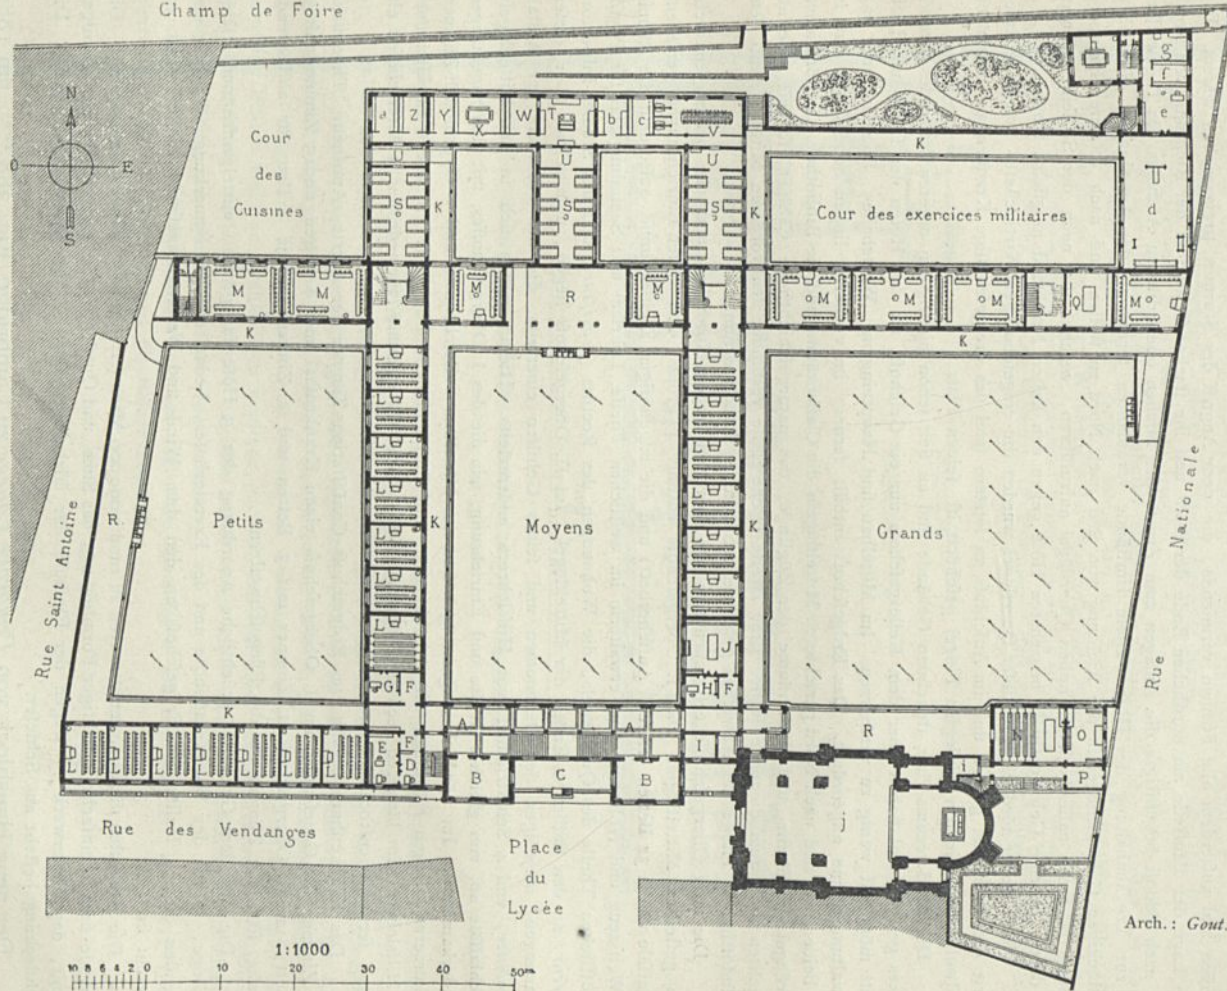 Champ de Foire
N
O E
S
Cour
des
Cuisines
a Z Y X W T b c V
U U U
S S S
K K K
g
f
e
K
Cour des exercices militaires
d
I
M M M R M M M M Q M
K K
L L
L L
L L
L L
L L
L L
L J
G F H F
R
Petits
K
Moyens
K
Grands
Rue Saint Antoine
Rue Nationale
K A A R N O
E F I i P
D
L L L L L L L
B C B
j
Rue des Vendanges
Place
du
Lycée
Arch.: Gout.
1:1000
10 8 6 4 2 0 10 20 30 40 50m.